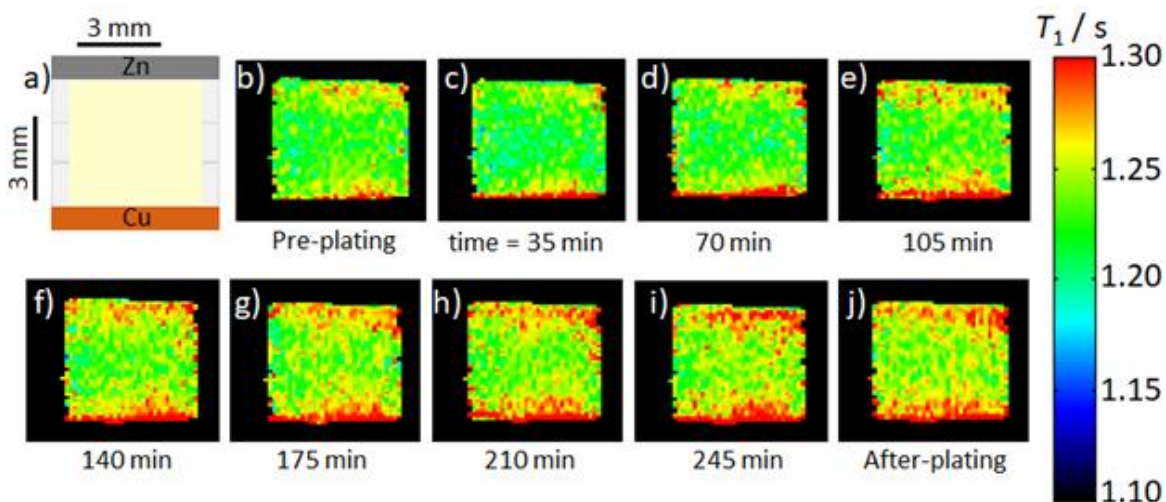 3 mm
T₁ / s
a)
Zn
3 mm
Cu
b)
c)
d)
e)
1.30
1.25
1.20
1.15
1.10
Pre-plating
time = 35 min
70 min
105 min
f)
g)
h)
i)
j)
140 min
175 min
210 min
245 min
After-plating